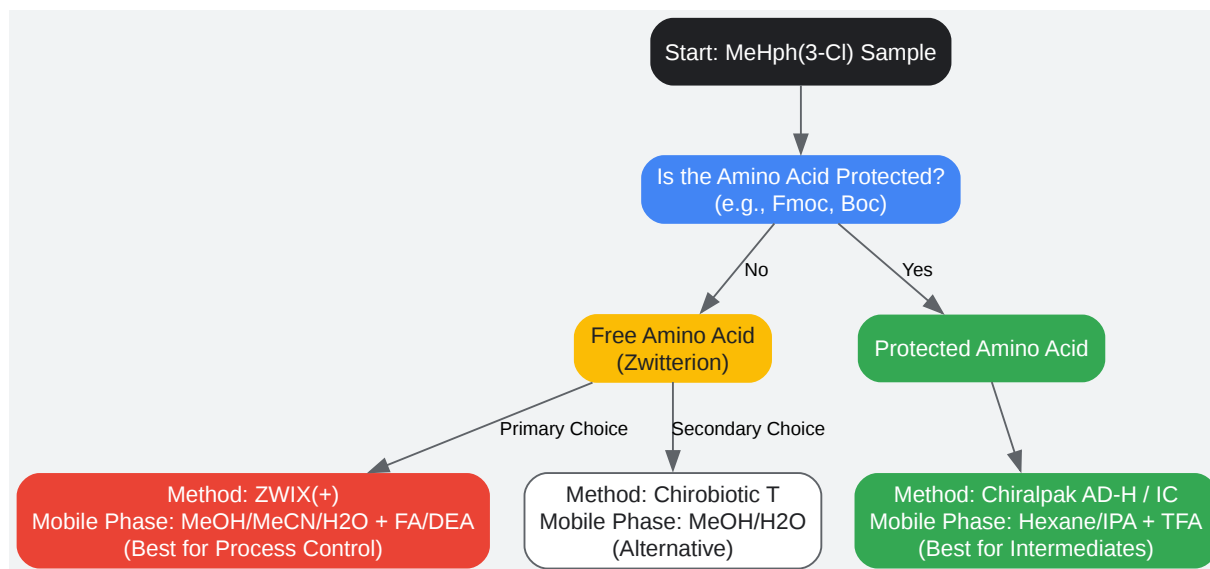 Start: MeHph(3-Cl) Sample
Is the Amino Acid Protected?
(e.g., Fmoc, Boc)
No
Yes
Free Amino Acid
(Zwitterion)
Protected Amino Acid
Primary Choice
Secondary Choice
Method: ZWIX(+)
Mobile Phase: MeOH/MeCN/H2O + FA/DEA
(Best for Process Control)
Method: Chirobiotic T
Mobile Phase: MeOH/H2O
(Alternative)
Method: Chiralpak AD-H / IC
Mobile Phase: Hexane/IPA + TFA
(Best for Intermediates)